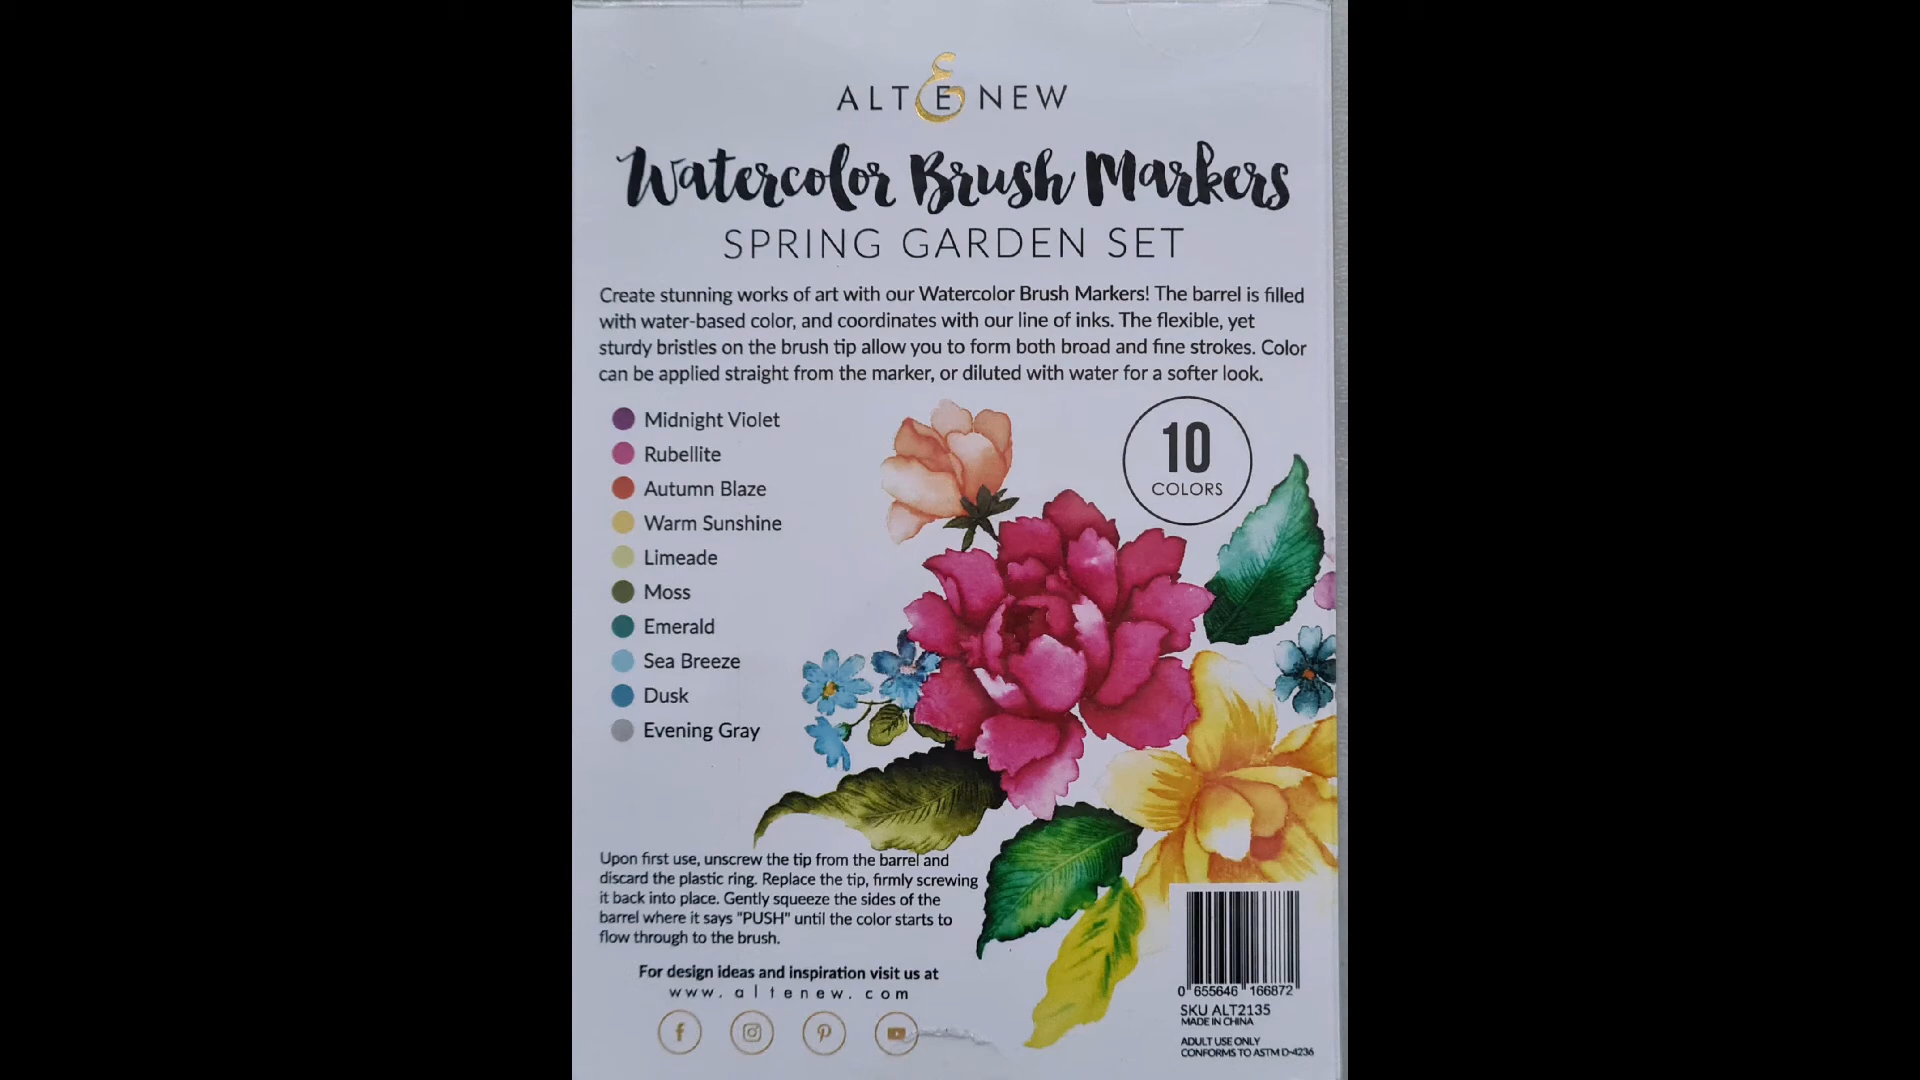 ALTENEW
Watercolor Brush Markers
SPRING GARDEN SET
Create stunning works of art with our Watercolor Brush Markers! The barrel is filled
with water-based color, and coordinates with our line of inks. The flexible, yet
sturdy bristles on the brush tip allow you to form both broad and fine strokes. Color
can be applied straight from the marker, or diluted with water for a softer look.
Midnight Violet
Rubellite
Autumn Blaze
Warm Sunshine
Limeade
Moss
Emerald
Sea Breeze
Dusk
Evening Gray
10
COLORS
Upon first use, unscrew the tip from the barrel and
discard the plastic ring. Replace the tip, firmly screwing
it back into place. Gently squeeze the sides of the
barrel where it says "PUSH" until the color starts to
flow through to the brush.
For design ideas and inspiration visit us at
www.altenew.com
0 655646 166872
SKU ALT2135
MADE IN CHINA
ADULT USE ONLY
CONFORMS TO ASTM D-4236